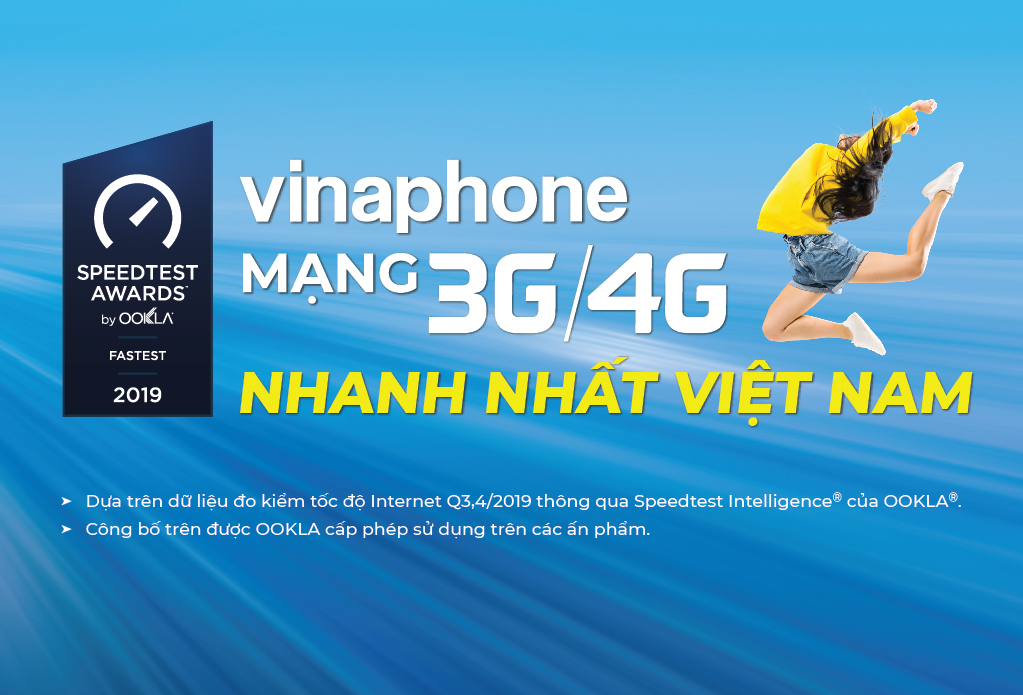 SPEEDTEST
AWARDS™
by OOKLA®
FASTEST
2019
vinaphone
MẠNG 3G/4G
NHANH NHẤT VIỆT NAM
➤ Dựa trên dữ liệu đo kiểm tốc độ Internet Q3,4/2019 thông qua Speedtest Intelligence® của OOKLA®.
➤ Công bố trên được OOKLA cấp phép sử dụng trên các ấn phẩm.